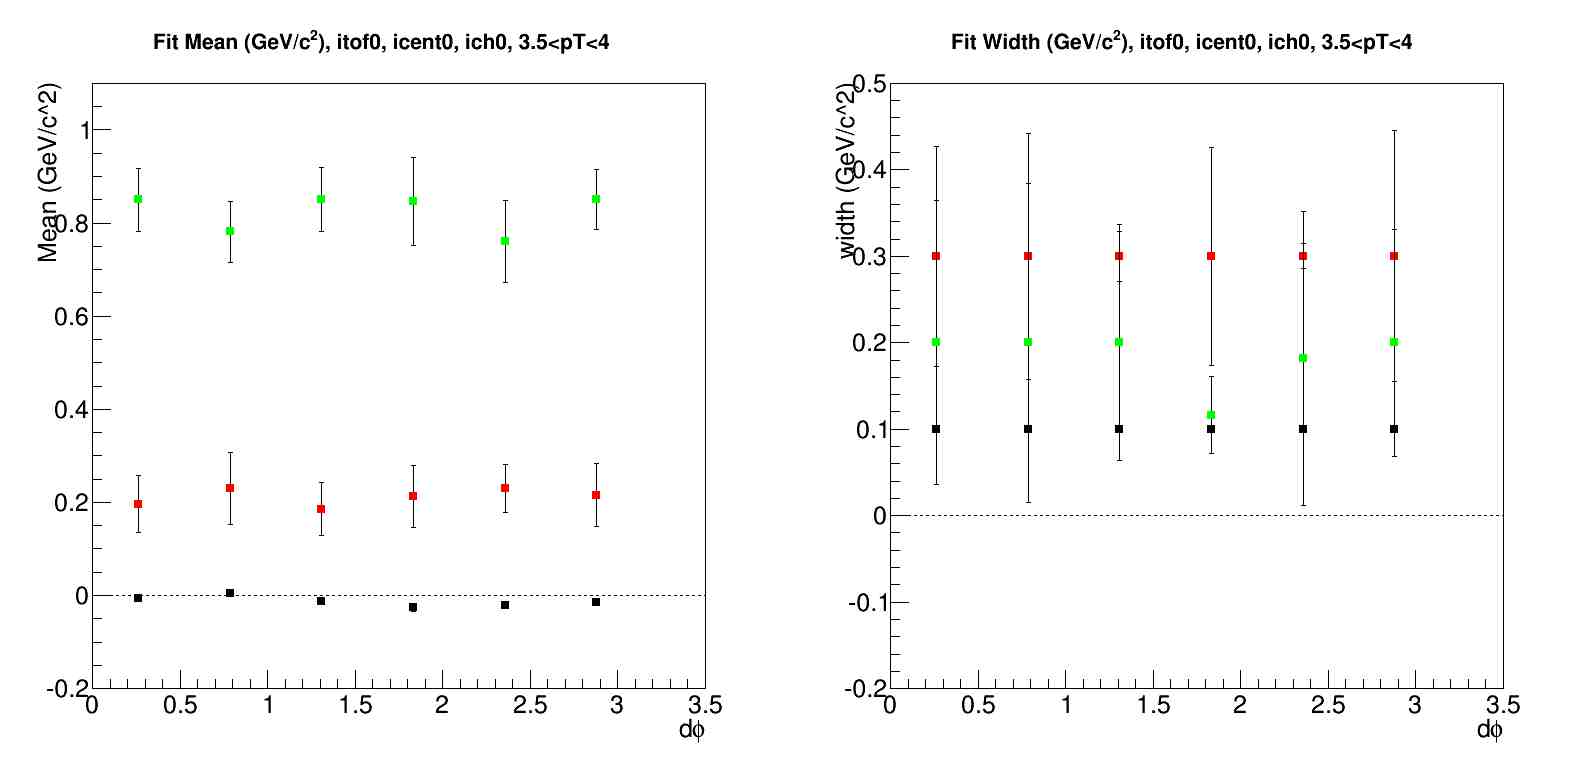 Fit Mean (GeV/c²), itof0, icent0, ich0, 3.5<pT<4
Mean (GeV/c^2)
1
0.8
0.6
0.4
0.2
0
-0.2
0 0.5 1 1.5 2 2.5 3 3.5
dϕ
Fit Width (GeV/c²), itof0, icent0, ich0, 3.5<pT<4
width (GeV/c^2)
0.5
0.4
0.3
0.2
0.1
0
-0.1
-0.2
0 0.5 1 1.5 2 2.5 3 3.5
dϕ